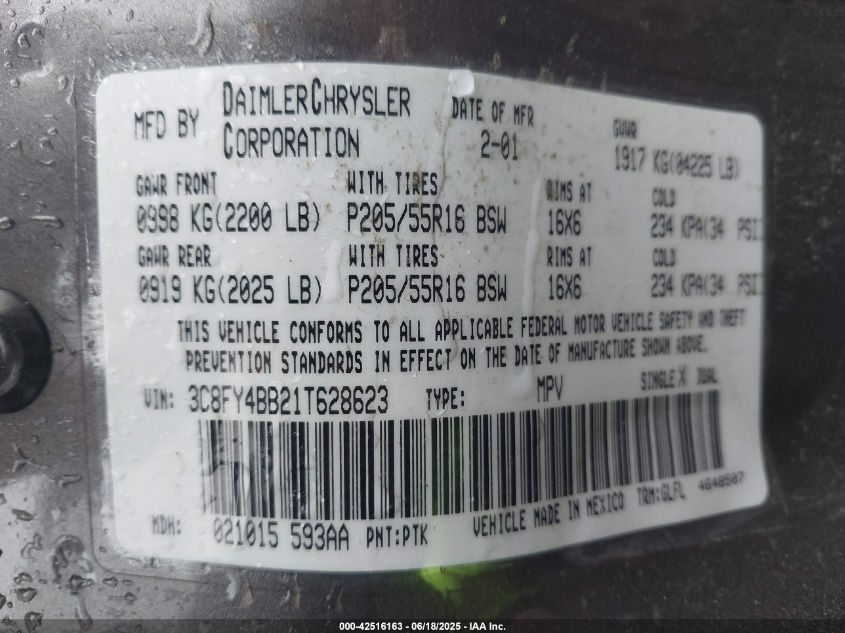 MFD BY DAIMLERCHRYSLER CORPORATION DATE OF MFR 2-01 GVWR 1917 KG(04225 LB)
GAWR FRONT WITH TIRES RIMS AT COLD
0998 KG(2200 LB) P205/55R16 BSW 16X6 234 KPA(34 PSI)
GAWR REAR WITH TIRES RIMS AT COLD
0919 KG(2025 LB) P205/55R16 BSW 16X6 234 KPA(34 PSI)
THIS VEHICLE CONFORMS TO ALL APPLICABLE FEDERAL MOTOR VEHICLE SAFETY AND THEFT
PREVENTION STANDARDS IN EFFECT ON THE DATE OF MANUFACTURE SHOWN ABOVE.
VIN: 3C8FY4BB21T628623 TYPE: MPV SINGLE X DUAL
MDH: 021015 593AA PNT:PTK VEHICLE MADE IN MEXICO TRM:GLFL 4648507
000-42516163 - 06/18/2025 - IAA Inc.